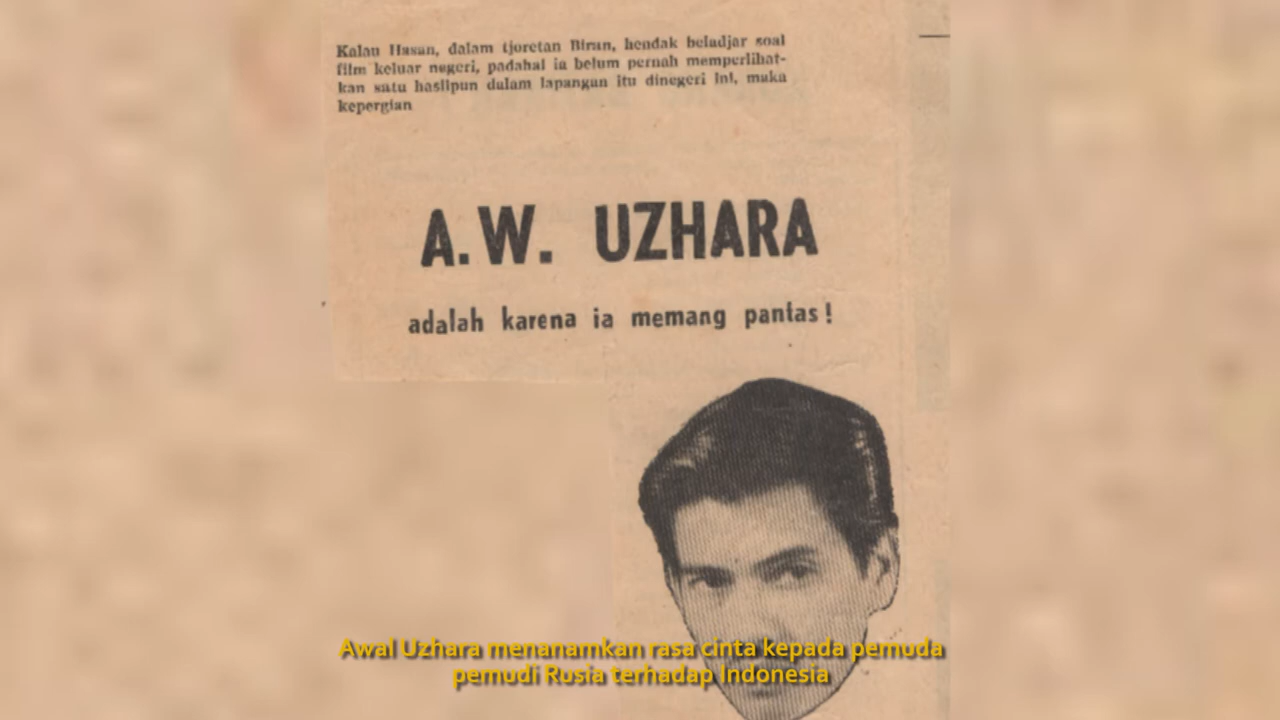 Kalau Hasan, dalam tjoretan Birun, hendak beladjar soal
film keluar negeri, padahal ia belum pernah memperlihat-
kan satu hasilpun dalam lapangan itu dinegeri ini, maka
kepergian
A.W. UZHARA
adalah karena ia memang pantas!
Awal Uzhara menanamkan rasa cinta kepada pemuda
pemudi Rusia terhadap Indonesia